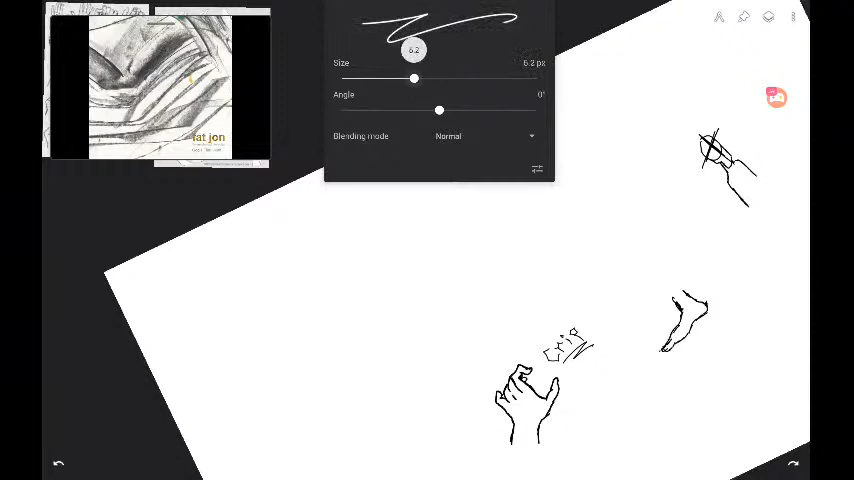 6.2
Size 6.2 px
Angle 0°
Blending mode Normal
fat jon